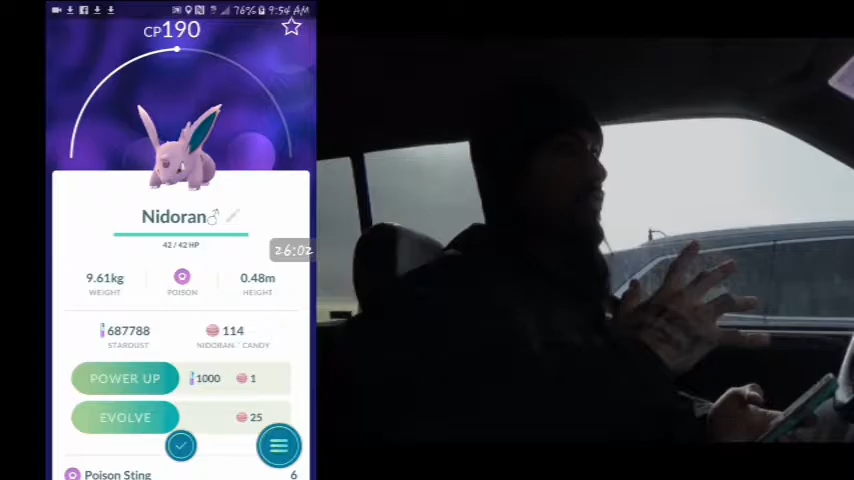 76% 9:54 AM
CP190
Nidoran♂
42 / 42 HP
26:02
9.61kg
WEIGHT
POISON
0.48m
HEIGHT
687788
STARDUST
114
NIDORAN♂ CANDY
POWER UP 1000 1
EVOLVE 25
Poison Sting 6